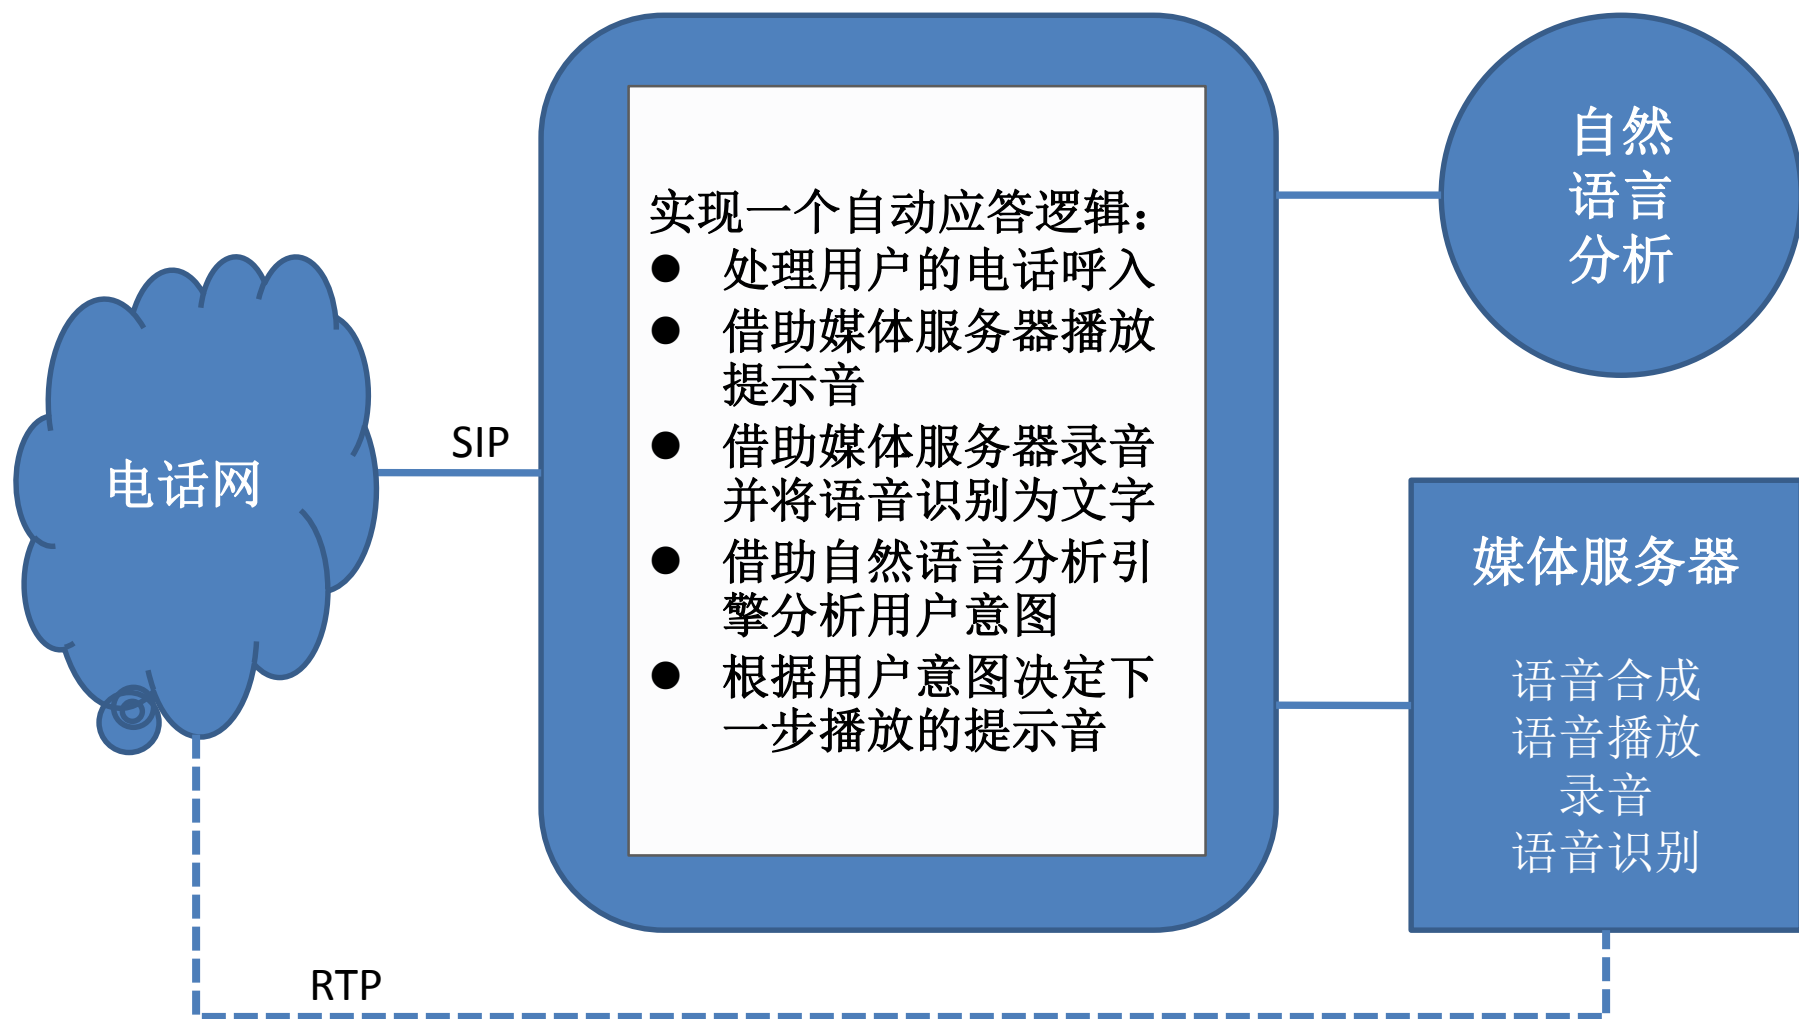 电话网
SIP
RTP
实现一个自动应答逻辑：
● 处理用户的电话呼入
● 借助媒体服务器播放
提示音
● 借助媒体服务器录音
并将语音识别为文字
● 借助自然语言分析引
擎分析用户意图
● 根据用户意图决定下
一步播放的提示音
自然
语言
分析
媒体服务器
语音合成
语音播放
录音
语音识别